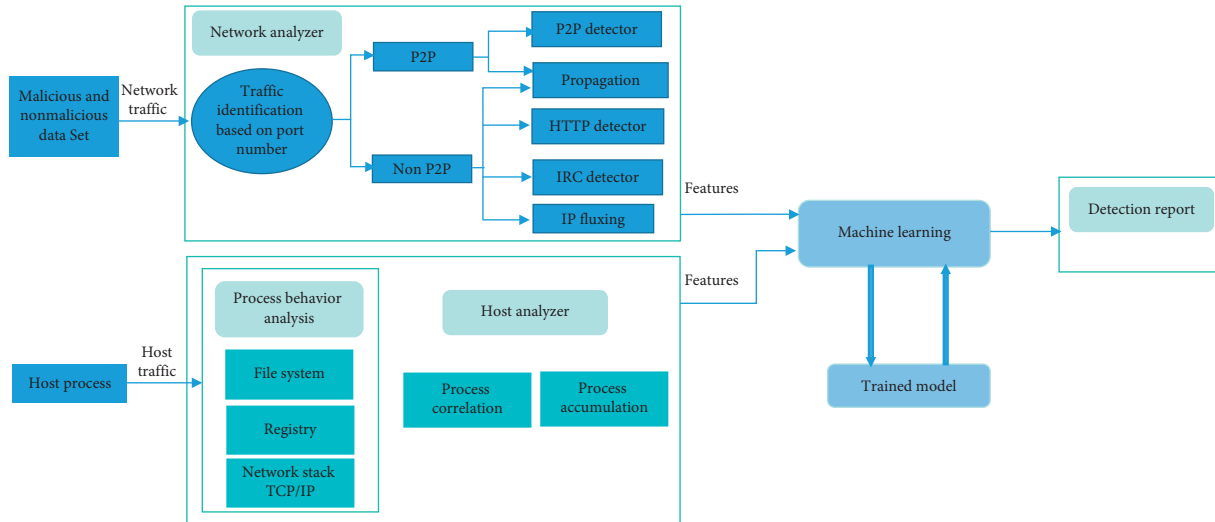 Network analyzer
Malicious and
nonmalicious
data Set
Network
traffic
Traffic
identification
based on port
number
P2P
Non P2P
P2P detector
Propagation
HTTP detector
IRC detector
IP fluxing
Features
Machine learning
Detection report
Trained model
Features
Host process
Host
traffic
Process behavior
analysis
File system
Registry
Network stack
TCP/IP
Host analyzer
Process
correlation
Process
accumulation